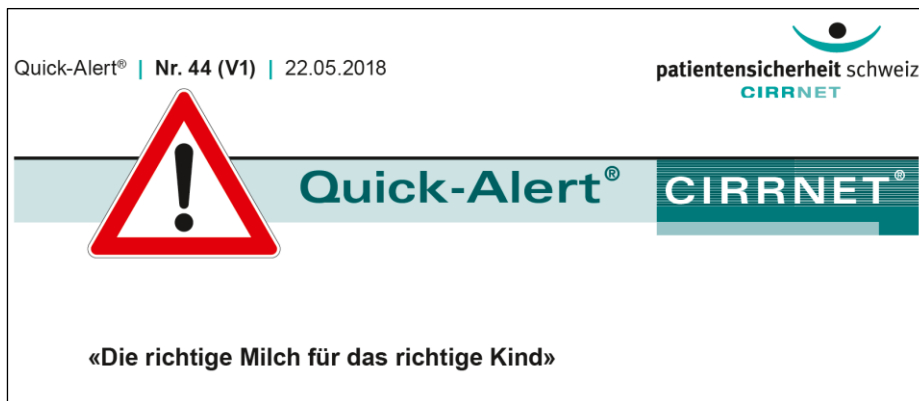 Quick-Alert® | Nr. 44 (V1) | 22.05.2018
patientensicherheit schweiz
CIRRNET
Quick-Alert®
CIRRNET®
«Die richtige Milch für das richtige Kind»